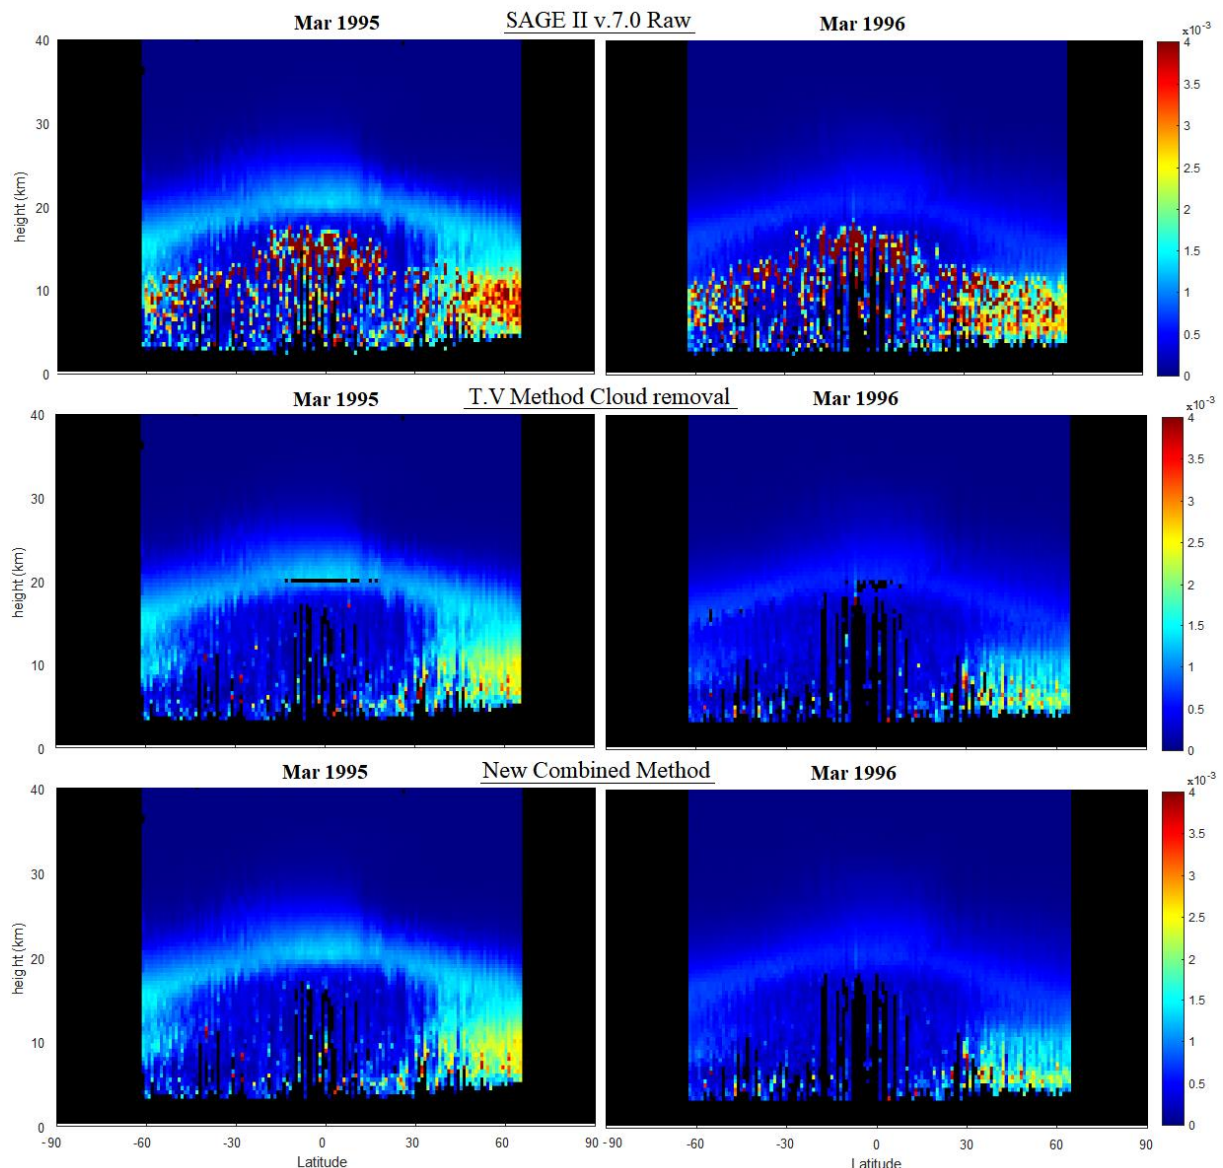 SAGE II v.7.0 Raw
Mar 1995
Mar 1996
x10-3
40
30
20
10
0
height (km)
4
3.5
3
2.5
2
1.5
1
0.5
0
T.V Method Cloud removal
Mar 1995
Mar 1996
x10-3
40
30
20
10
0
height (km)
4
3.5
3
2.5
2
1.5
1
0.5
0
New Combined Method
Mar 1995
Mar 1996
x10-3
40
30
20
10
0
height (km)
4
3.5
3
2.5
2
1.5
1
0.5
0
-90 -60 -30 0 30 60 90
-90 -60 -30 0 30 60 90
Latitude
Latitude